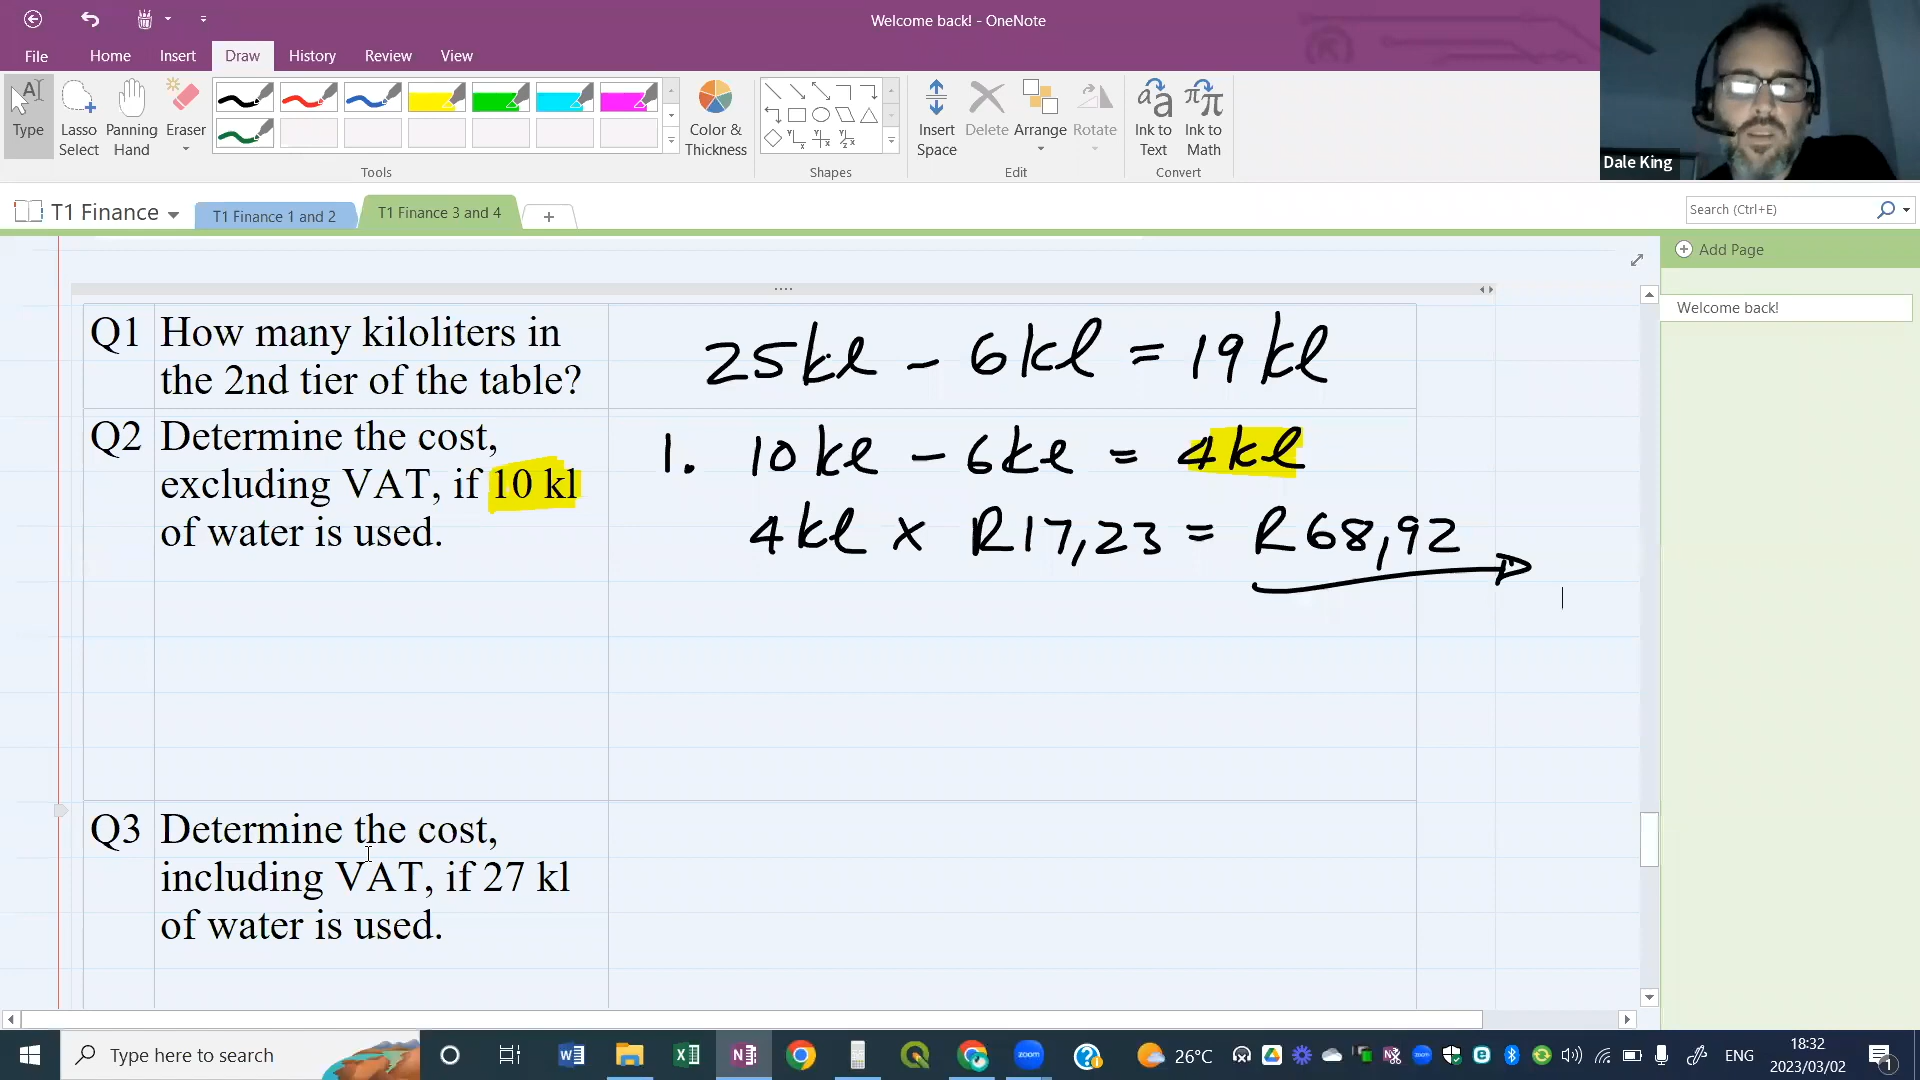 Welcome back! - OneNote
File
Home
Insert
Draw
History
Review
View
Type
Lasso
Select
Panning
Hand
Eraser
Color &
Thickness
Insert
Space
Delete
Arrange
Rotate
Ink to
Text
Ink to
Math
Tools
Shapes
Edit
Convert
Dale King
T1 Finance
T1 Finance 1 and 2
T1 Finance 3 and 4
Search (Ctrl+E)
Add Page
Welcome back!
Q1 How many kiloliters in
the 2nd tier of the table?
25kl - 6kl = 19kl
Q2 Determine the cost,
excluding VAT, if 10 kl
of water is used.
1. 10kl - 6kl = 4kl
4kl x R17,23 = R68,92
Q3 Determine the cost,
including VAT, if 27 kl
of water is used.
Type here to search
26°C
ENG
18:32
2023/03/02
1